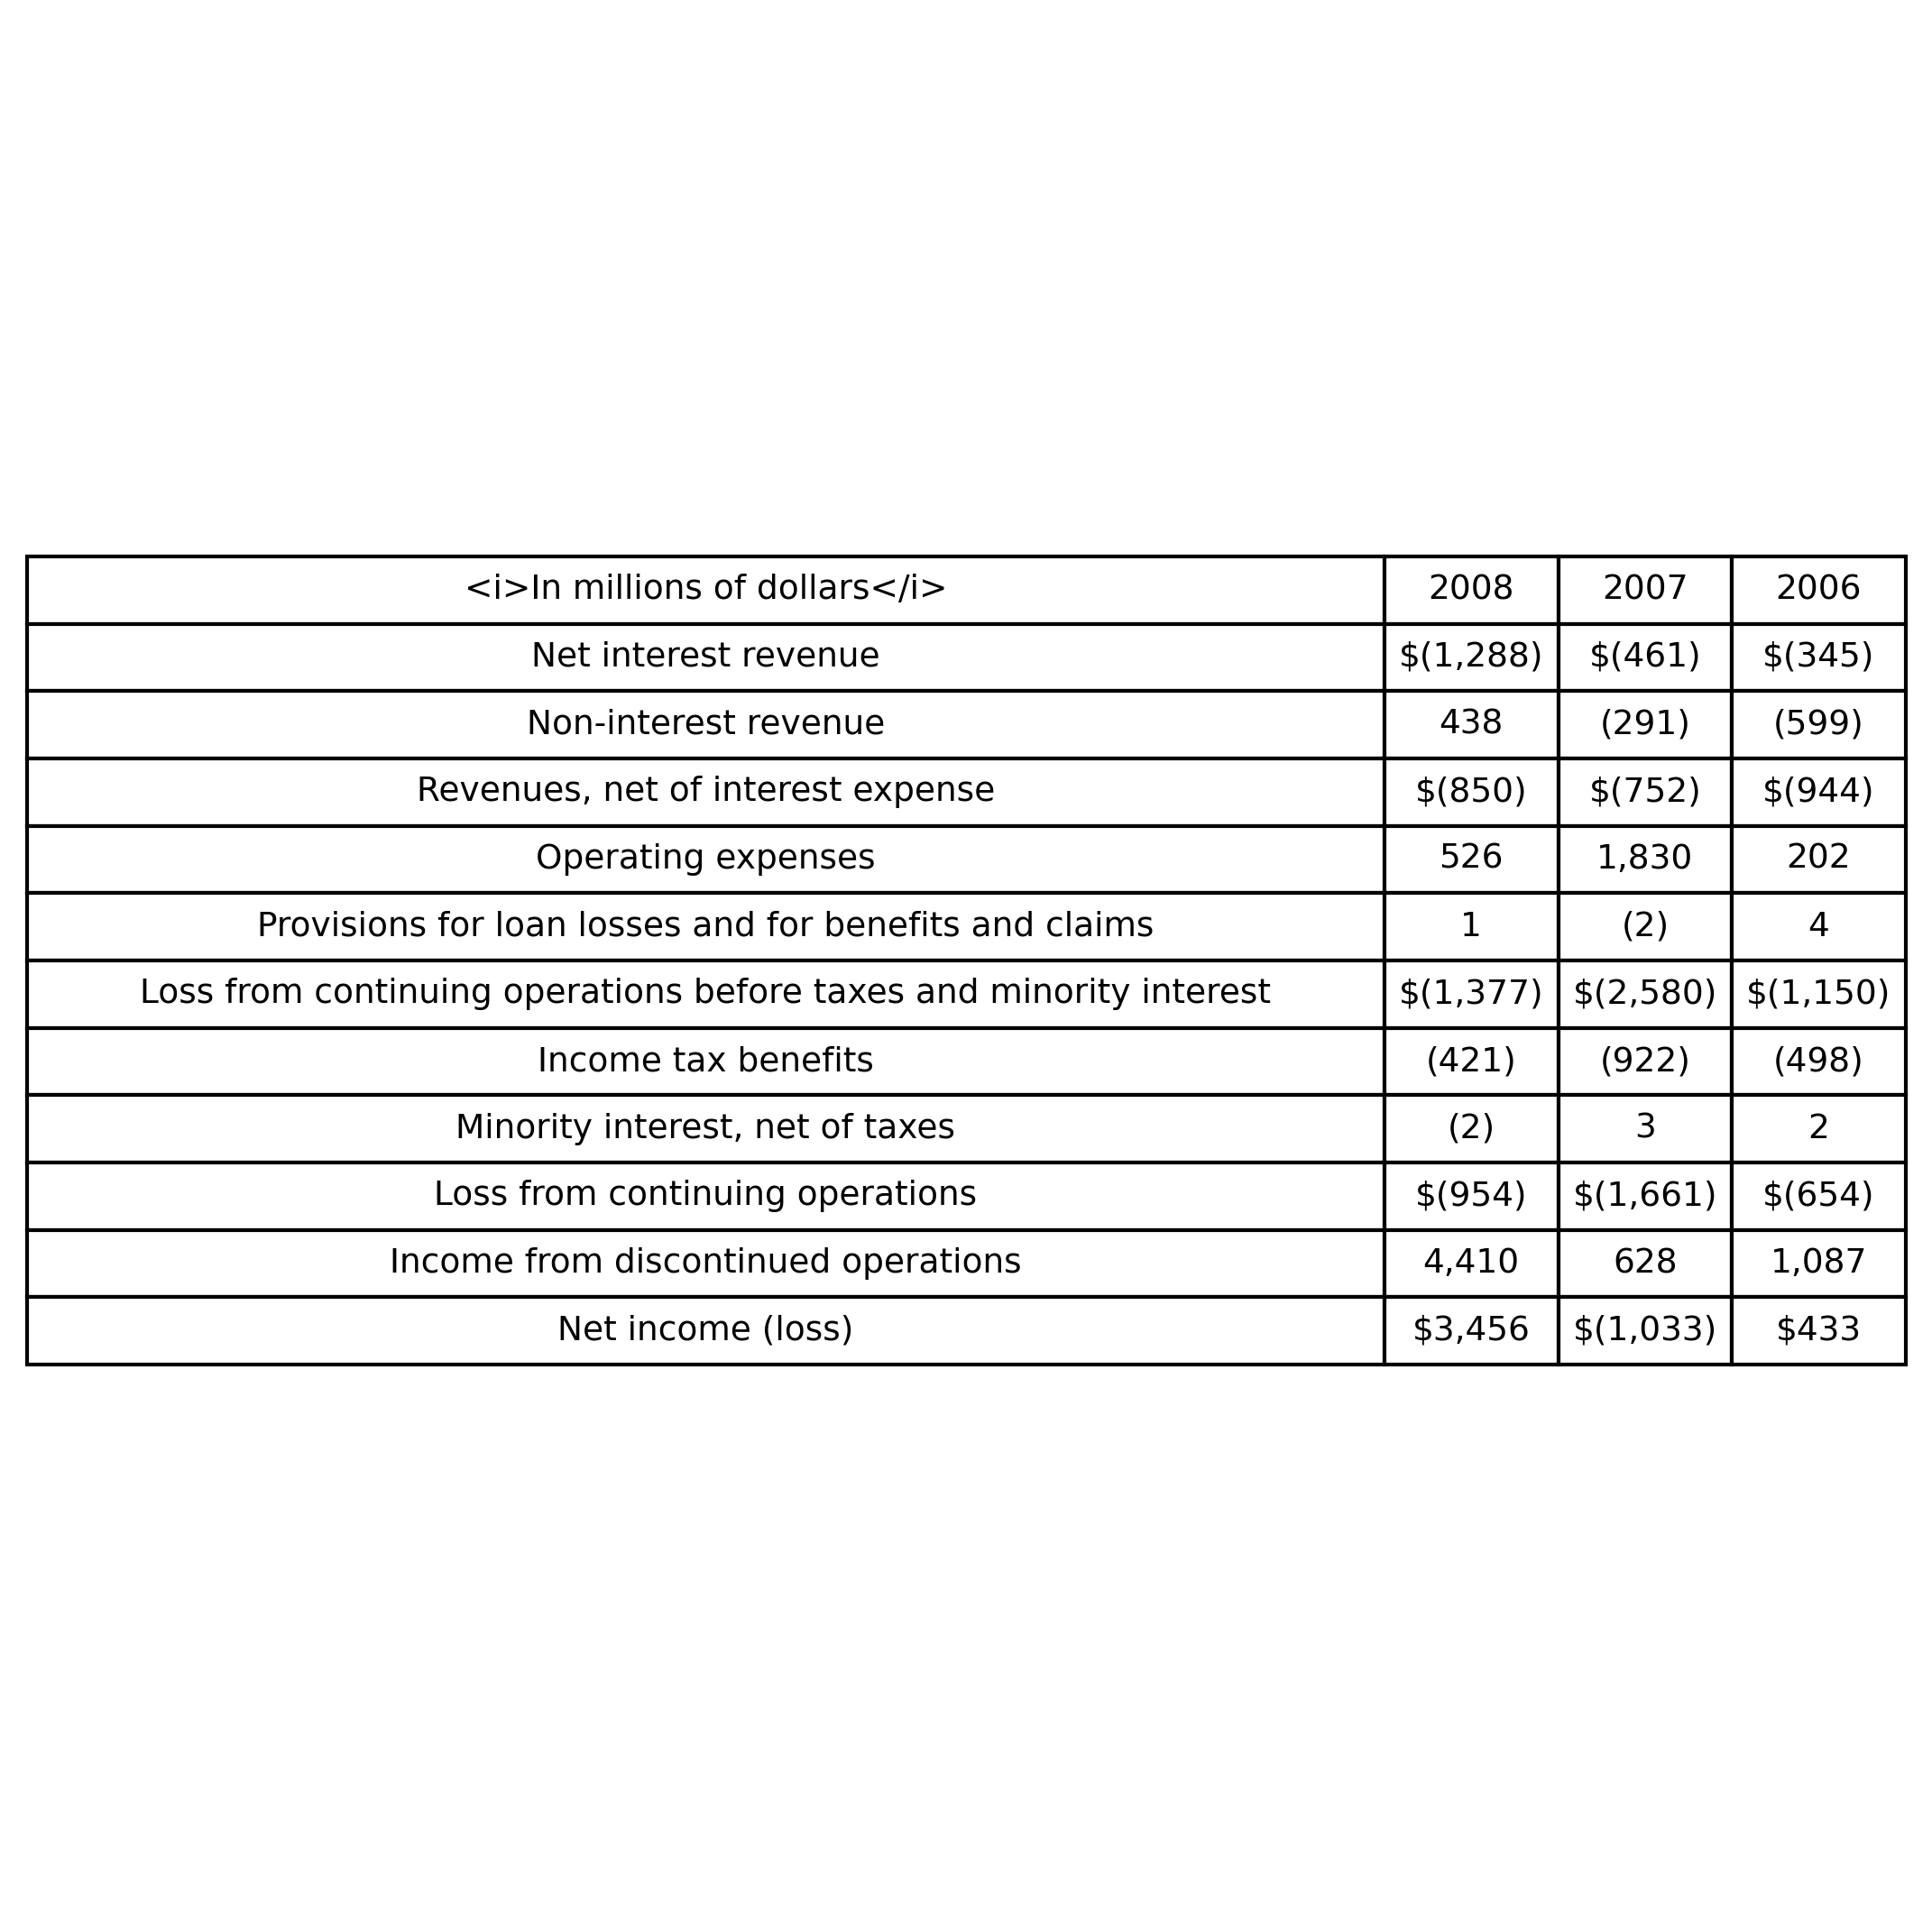 <i>In millions of dollars</i> 2008 2007 2006
Net interest revenue $(1,288) $(461) $(345)
Non-interest revenue 438 (291) (599)
Revenues, net of interest expense $(850) $(752) $(944)
Operating expenses 526 1,830 202
Provisions for loan losses and for benefits and claims 1 (2) 4
Loss from continuing operations before taxes and minority interest $(1,377) $(2,580) $(1,150)
Income tax benefits (421) (922) (498)
Minority interest, net of taxes (2) 3 2
Loss from continuing operations $(954) $(1,661) $(654)
Income from discontinued operations 4,410 628 1,087
Net income (loss) $3,456 $(1,033) $433